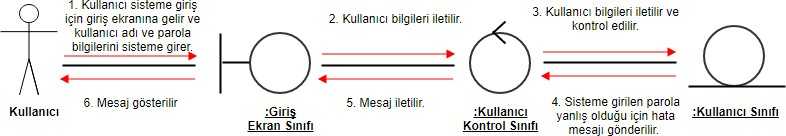 1. Kullanıcı sisteme giriş
için giriş ekranına gelir ve
kullanıcı adı ve parola
bilgilerini sisteme girer.
2. Kullanıcı bilgileri iletilir.
3. Kullanıcı bilgileri iletilir ve
kontrol edilir.
6. Mesaj gösterilir
5. Mesaj iletilir.
4. Sisteme girilen parola
yanlış olduğu için hata
mesajı gönderilir.
Kullanıcı
:Giriş
Ekran Sınıfı
:Kullanıcı
Kontrol Sınıfı
:Kullanıcı Sınıfı